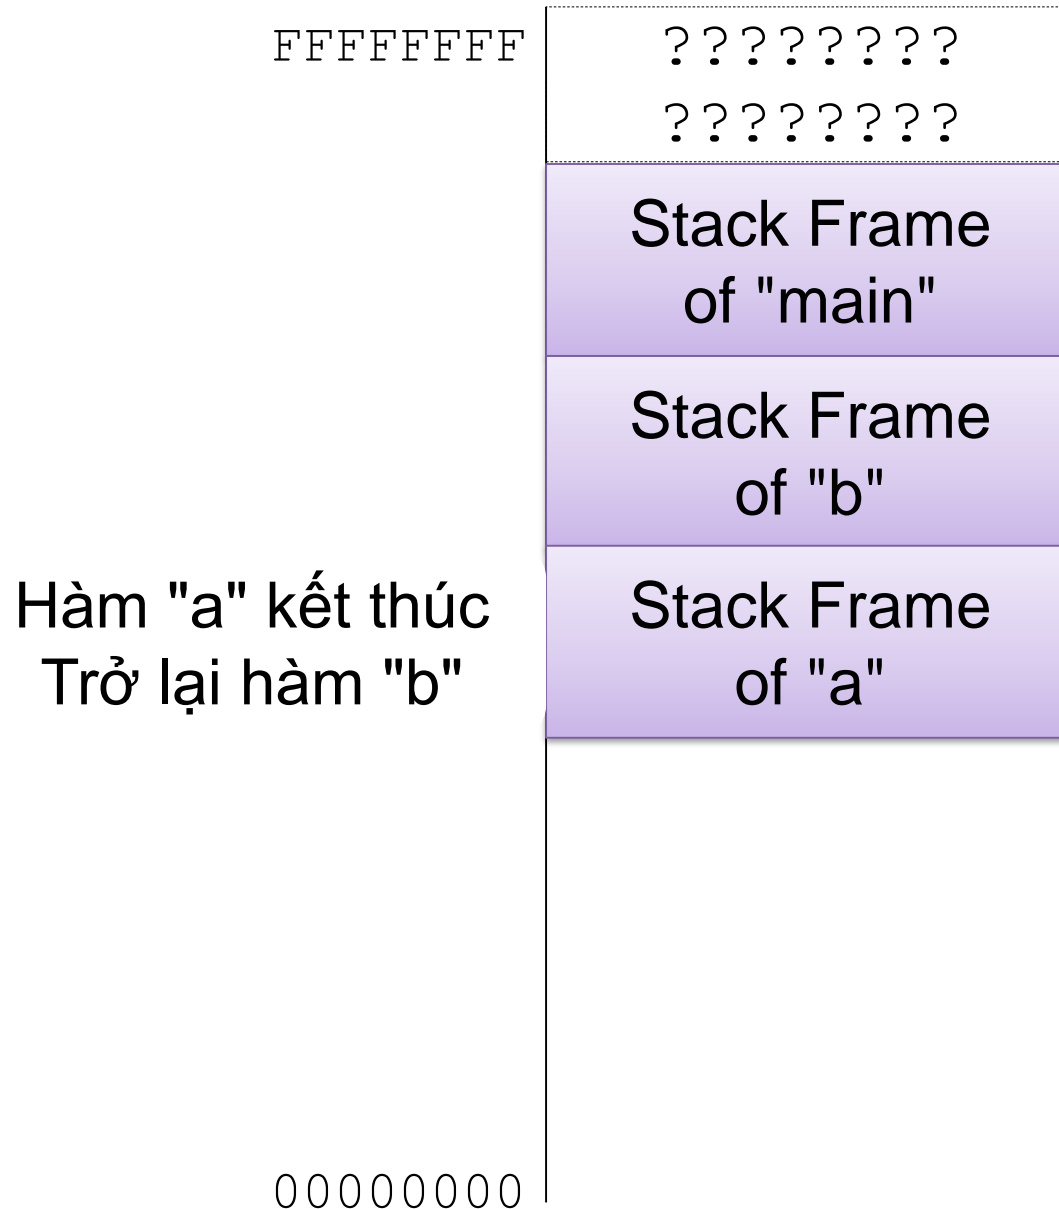 FFFFFFFF
????????
????????
Stack Frame
of "main"
Stack Frame
of "b"
Hàm "a" kết thúc
Trở lại hàm "b"
Stack Frame
of "a"
00000000